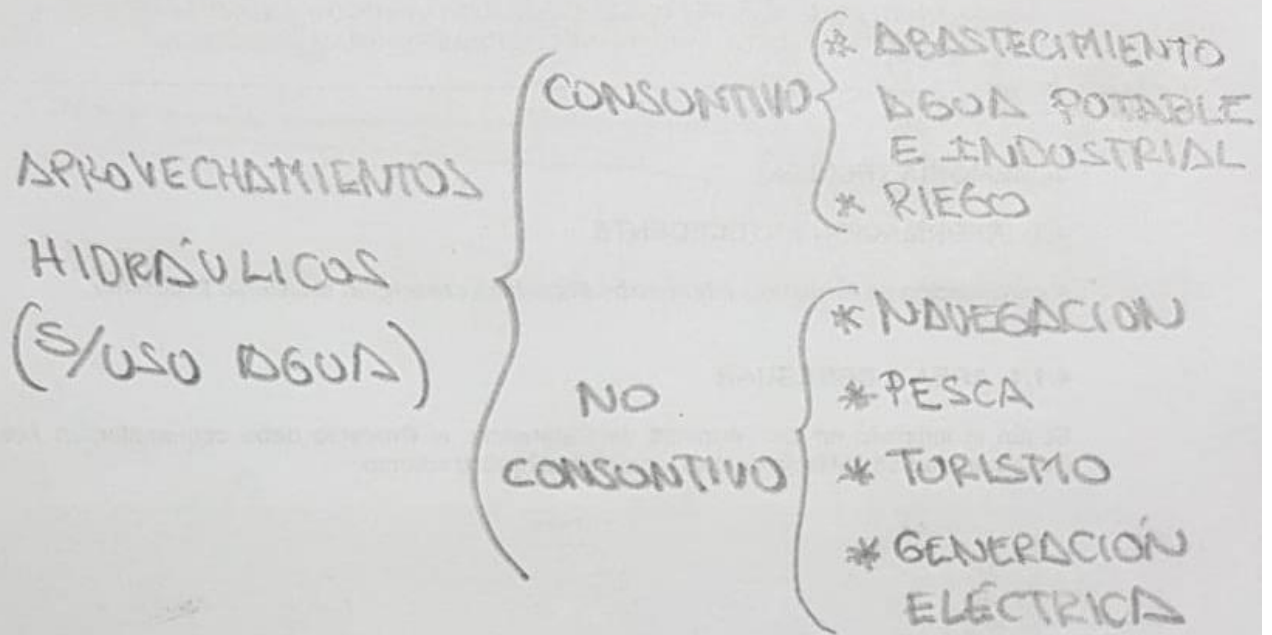 APROVECHAMIENTOS
HIDRÁULICOS
(S/USO AGUA)
CONSUNTIVO
* ABASTECIMIENTO
AGUA POTABLE
E INDUSTRIAL
* RIEGO
NO
CONSUNTIVO
* NAVEGACION
* PESCA
* TURISMO
* GENERACIÓN
ELÉCTRICA